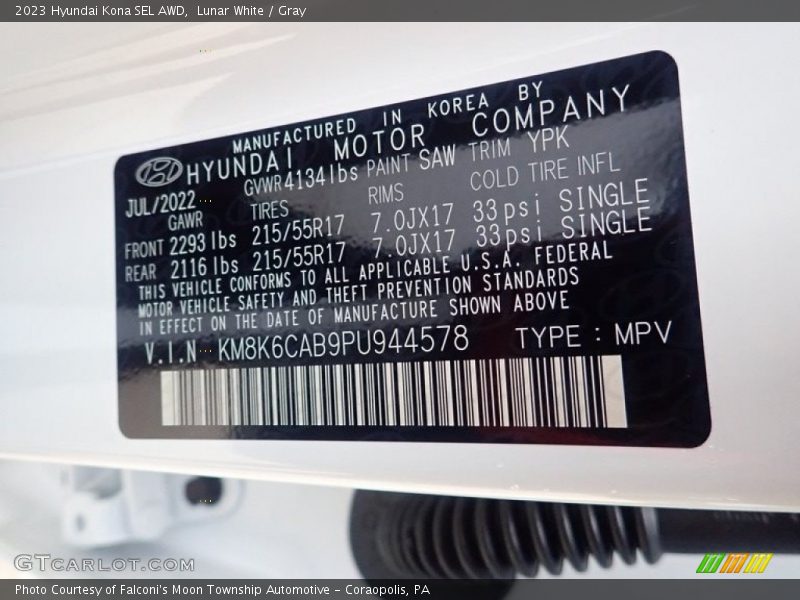 2023 Hyundai Kona SEL AWD,  Lunar White / Gray
MANUFACTURED IN KOREA BY
HYUNDAI MOTOR COMPANY
JUL/2022 GVWR 4134 lbs PAINT SAW TRIM YPK
GAWR TIRES RIMS COLD TIRE INFL
FRONT 2293 lbs 215/55R17 7.0JX17 33psi SINGLE
REAR 2116 lbs 215/55R17 7.0JX17 33psi SINGLE
THIS VEHICLE CONFORMS TO ALL APPLICABLE U.S.A. FEDERAL
MOTOR VEHICLE SAFETY AND THEFT PREVENTION STANDARDS
IN EFFECT ON THE DATE OF MANUFACTURE SHOWN ABOVE
V.I.N KM8K6CAB9PU944578 TYPE : MPV
GTCARLOT.COM
Photo Courtesy of Falconi's Moon Township Automotive - Coraopolis, PA